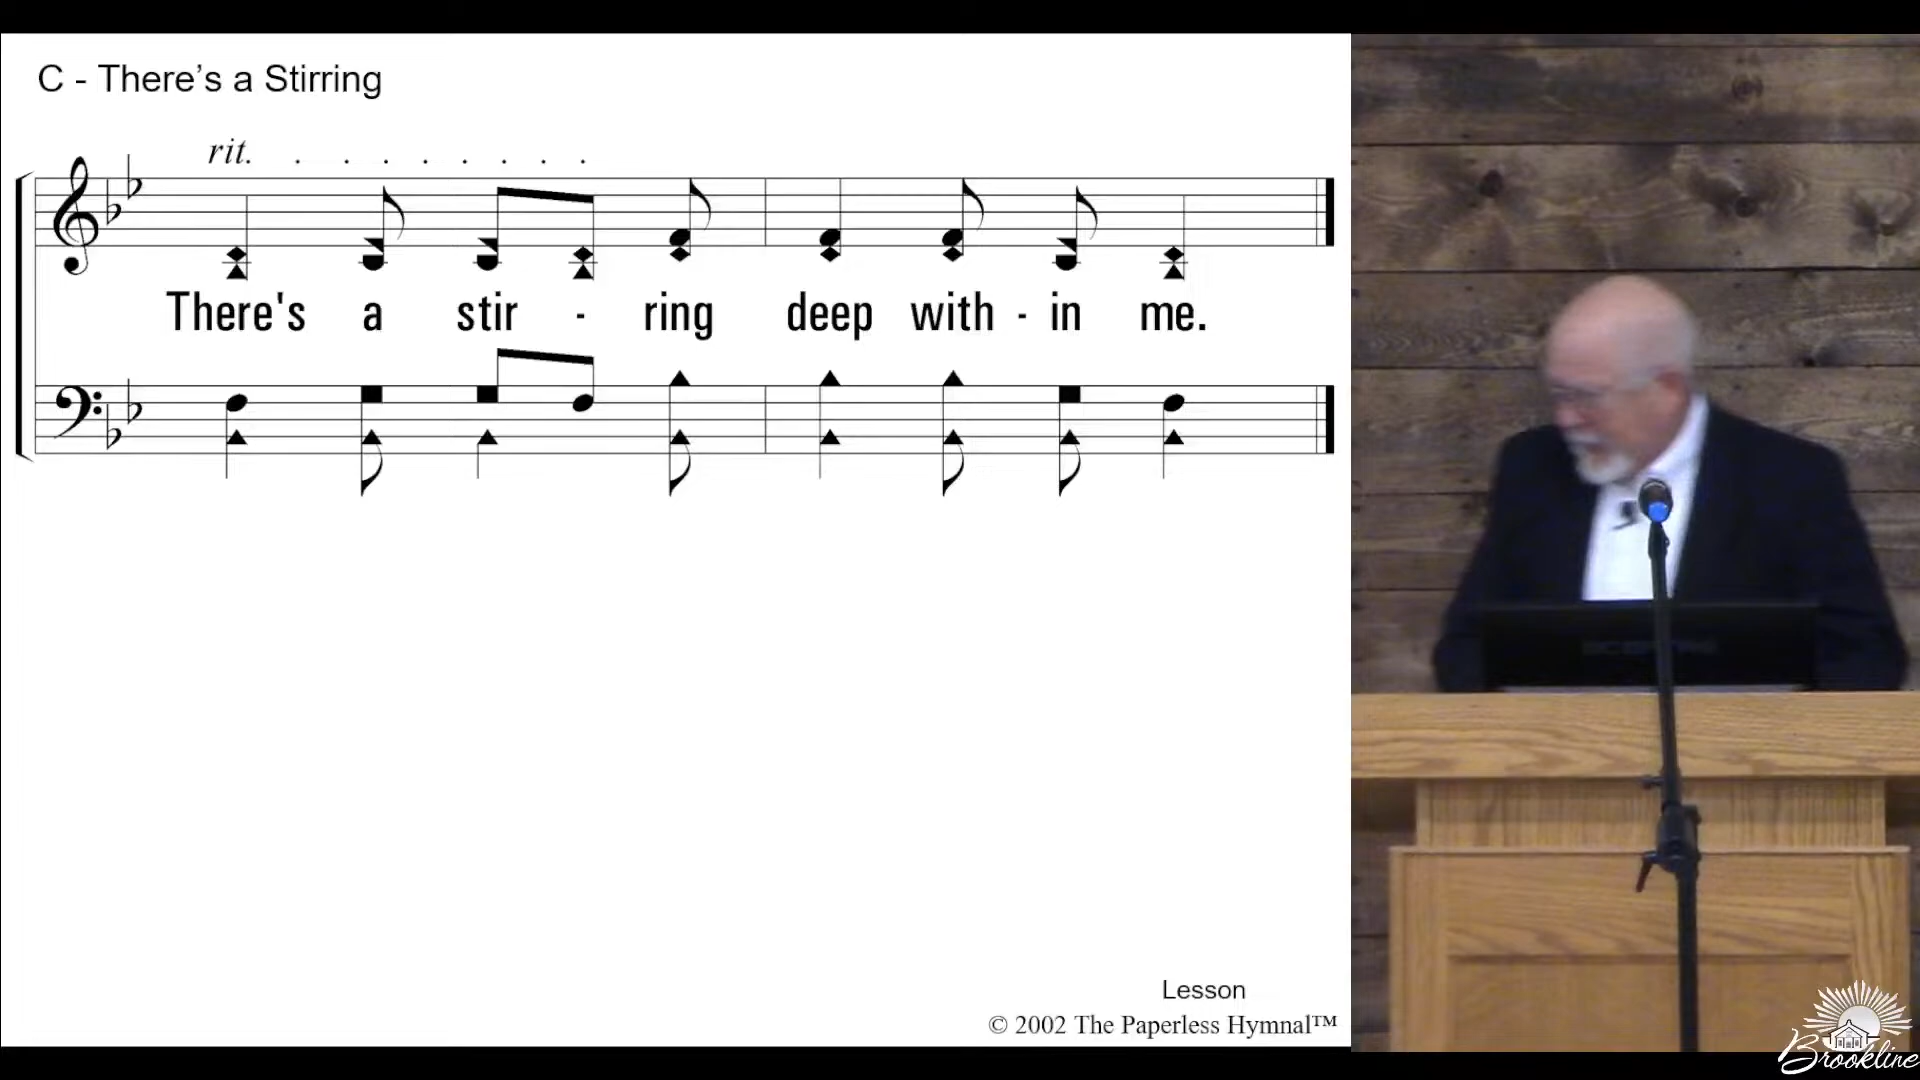 C - There's a Stirring
rit. . . . . . . . .
There's a stir - ring deep with - in me.
Lesson
© 2002 The Paperless Hymnal™
Brookline